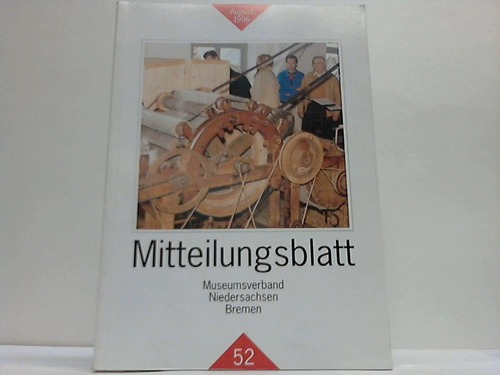 August
1996
Mitteilungsblatt
Museumsverband
Niedersachsen
Bremen
52